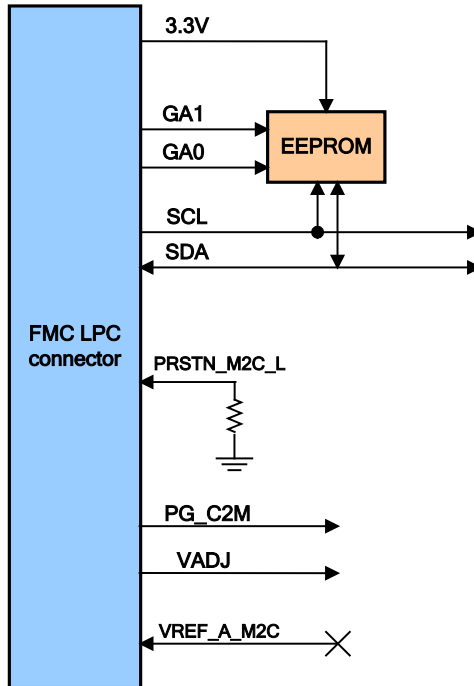 3.3V
GA1
EEPROM
GA0
SCL
SDA
FMC LPC
connector
PRSTN_M2C_L
PG_C2M
VADJ
VREF_A_M2C